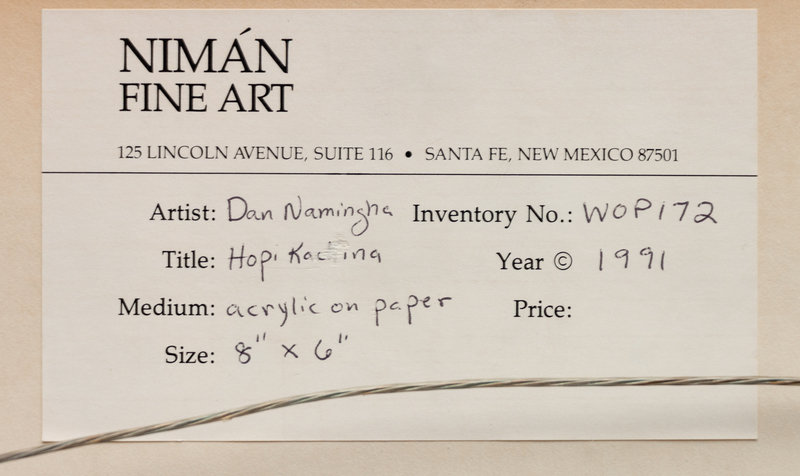 NIMÁN
FINE ART
125 LINCOLN AVENUE, SUITE 116 • SANTA FE, NEW MEXICO 87501
Artist: Dan Namingha Inventory No.: WOP172
Title: Hopi Kachina Year © 1991
Medium: acrylic on paper Price:
Size: 8" x 6"